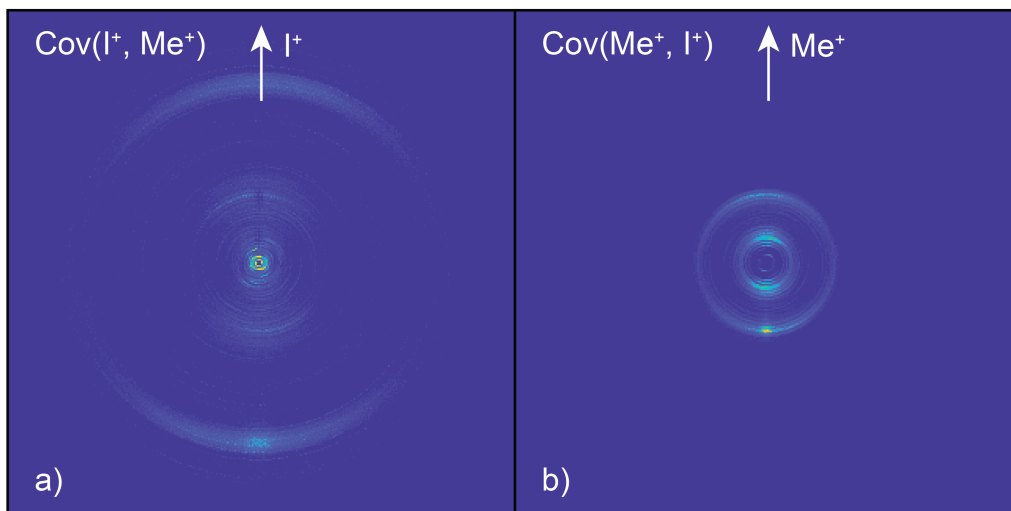 Cov(I⁺, Me⁺)
I⁺
a)
Cov(Me⁺, I⁺)
Me⁺
b)